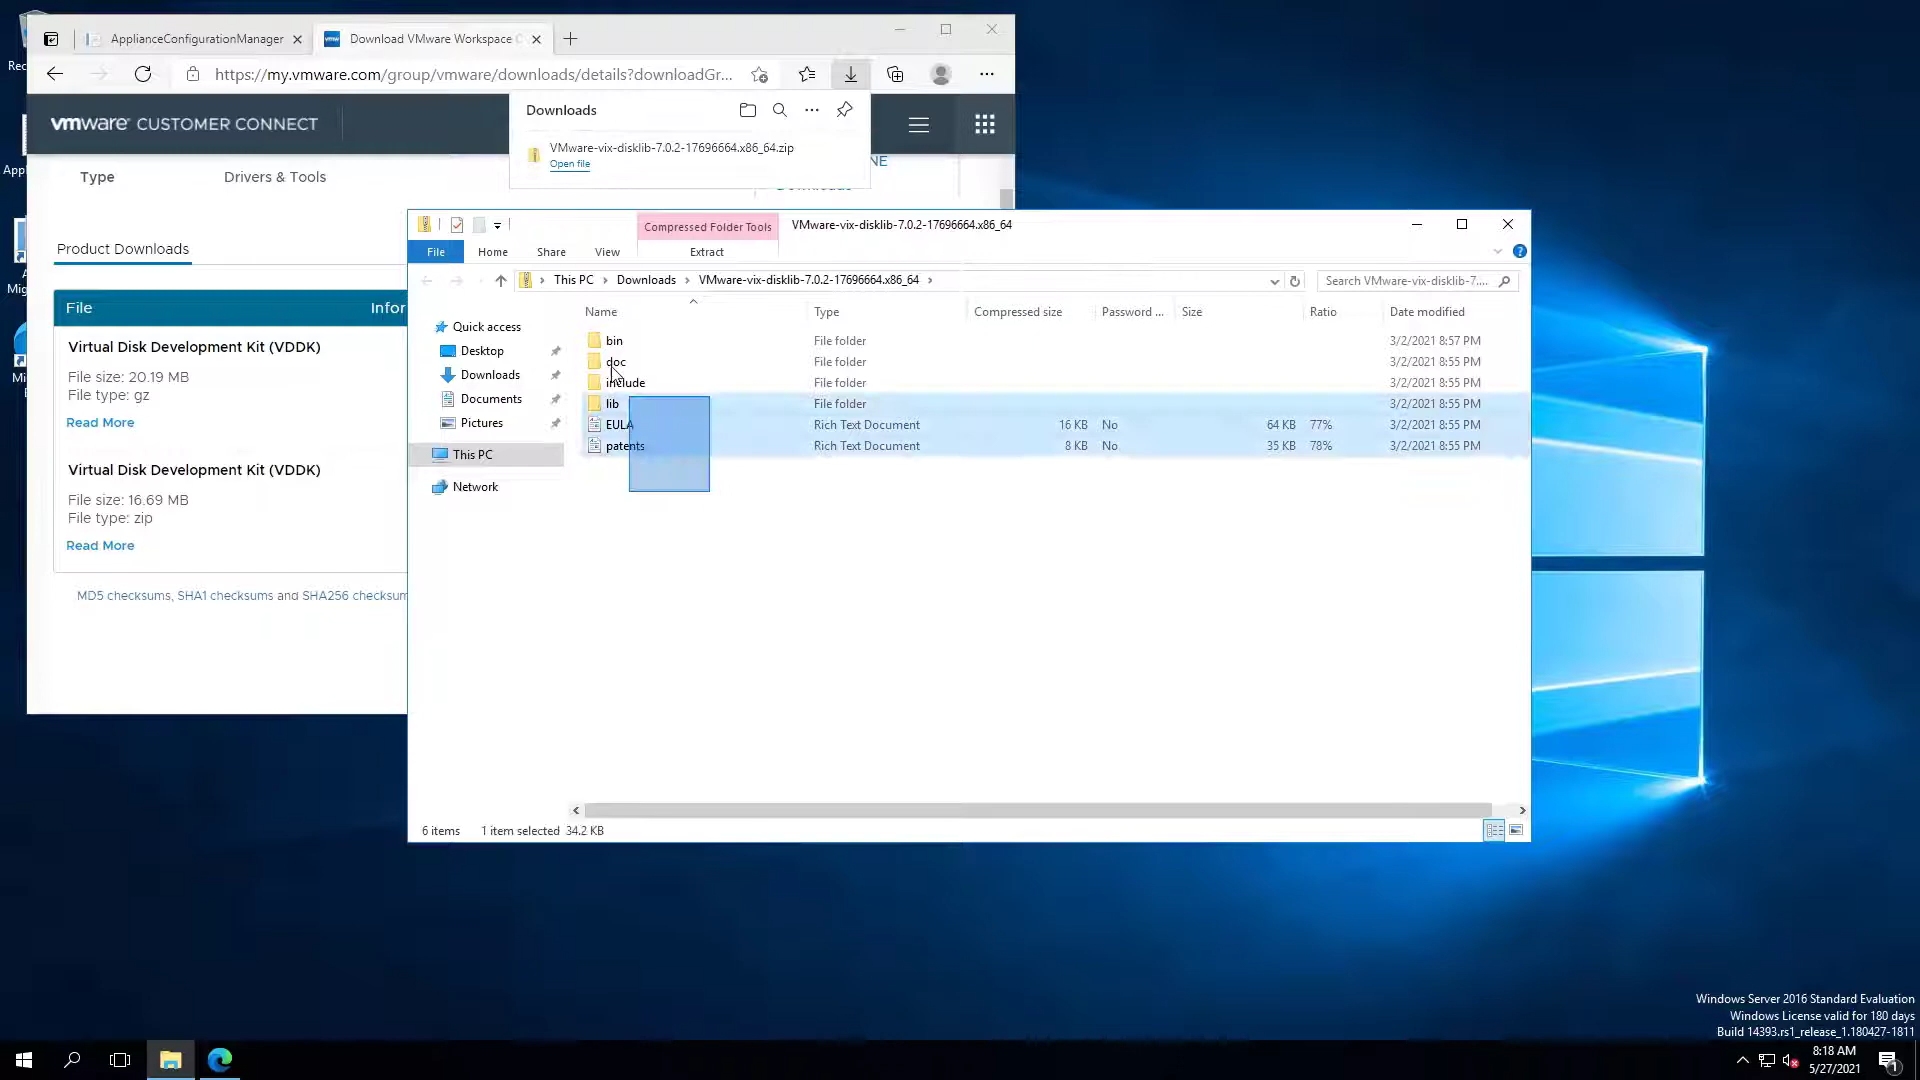 ApplianceConfigurationManager
Download VMware Workspace
https://my.vmware.com/group/vmware/downloads/details?downloadGr...
vmware CUSTOMER CONNECT
Downloads
VMware-vix-disklib-7.0.2-17696664.x86_64.zip
Open file
Type Drivers & Tools
Product Downloads
File Infor
Virtual Disk Development Kit (VDDK)
File size: 20.19 MB
File type: gz
Read More
Virtual Disk Development Kit (VDDK)
File size: 16.69 MB
File type: zip
Read More
MD5 checksums, SHA1 checksums and SHA256 checksum
Compressed Folder Tools VMware-vix-disklib-7.0.2-17696664.x86_64
File Home Share View Extract
This PC Downloads VMware-vix-disklib-7.0.2-17696664.x86_64
Search VMware-vix-disklib-7....
Quick access
Desktop
Downloads
Documents
Pictures
This PC
Network
Name Type Compressed size Password ... Size Ratio Date modified
bin File folder 3/2/2021 8:57 PM
doc File folder 3/2/2021 8:55 PM
include File folder 3/2/2021 8:55 PM
lib File folder 3/2/2021 8:55 PM
EULA Rich Text Document 16 KB No 64 KB 77% 3/2/2021 8:55 PM
patents Rich Text Document 8 KB No 35 KB 78% 3/2/2021 8:55 PM
6 items 1 item selected 34.2 KB
Windows Server 2016 Standard Evaluation
Windows License valid for 180 days
Build 14393.rs1_release_1.180427-1811
8:18 AM
5/27/2021
1